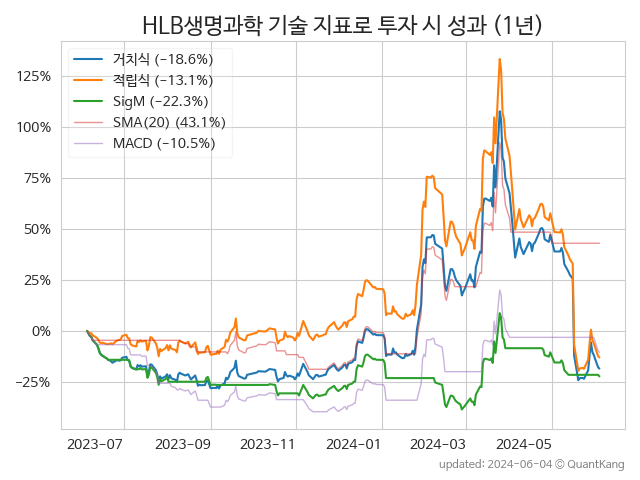 HLB생명과학 기술 지표로 투자 시 성과 (1년)
거치식 (−18.6%)
적립식 (−13.1%)
SigM (−22.3%)
SMA(20) (43.1%)
MACD (−10.5%)
125%
100%
75%
50%
25%
0%
−25%
2023-07 2023-09 2023-11 2024-01 2024-03 2024-05
updated: 2024-06-04 © QuantKang